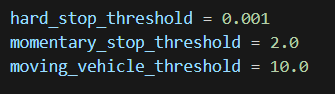 hard_stop_threshold = 0.001
momentary_stop_threshold = 2.0
moving_vehicle_threshold = 10.0